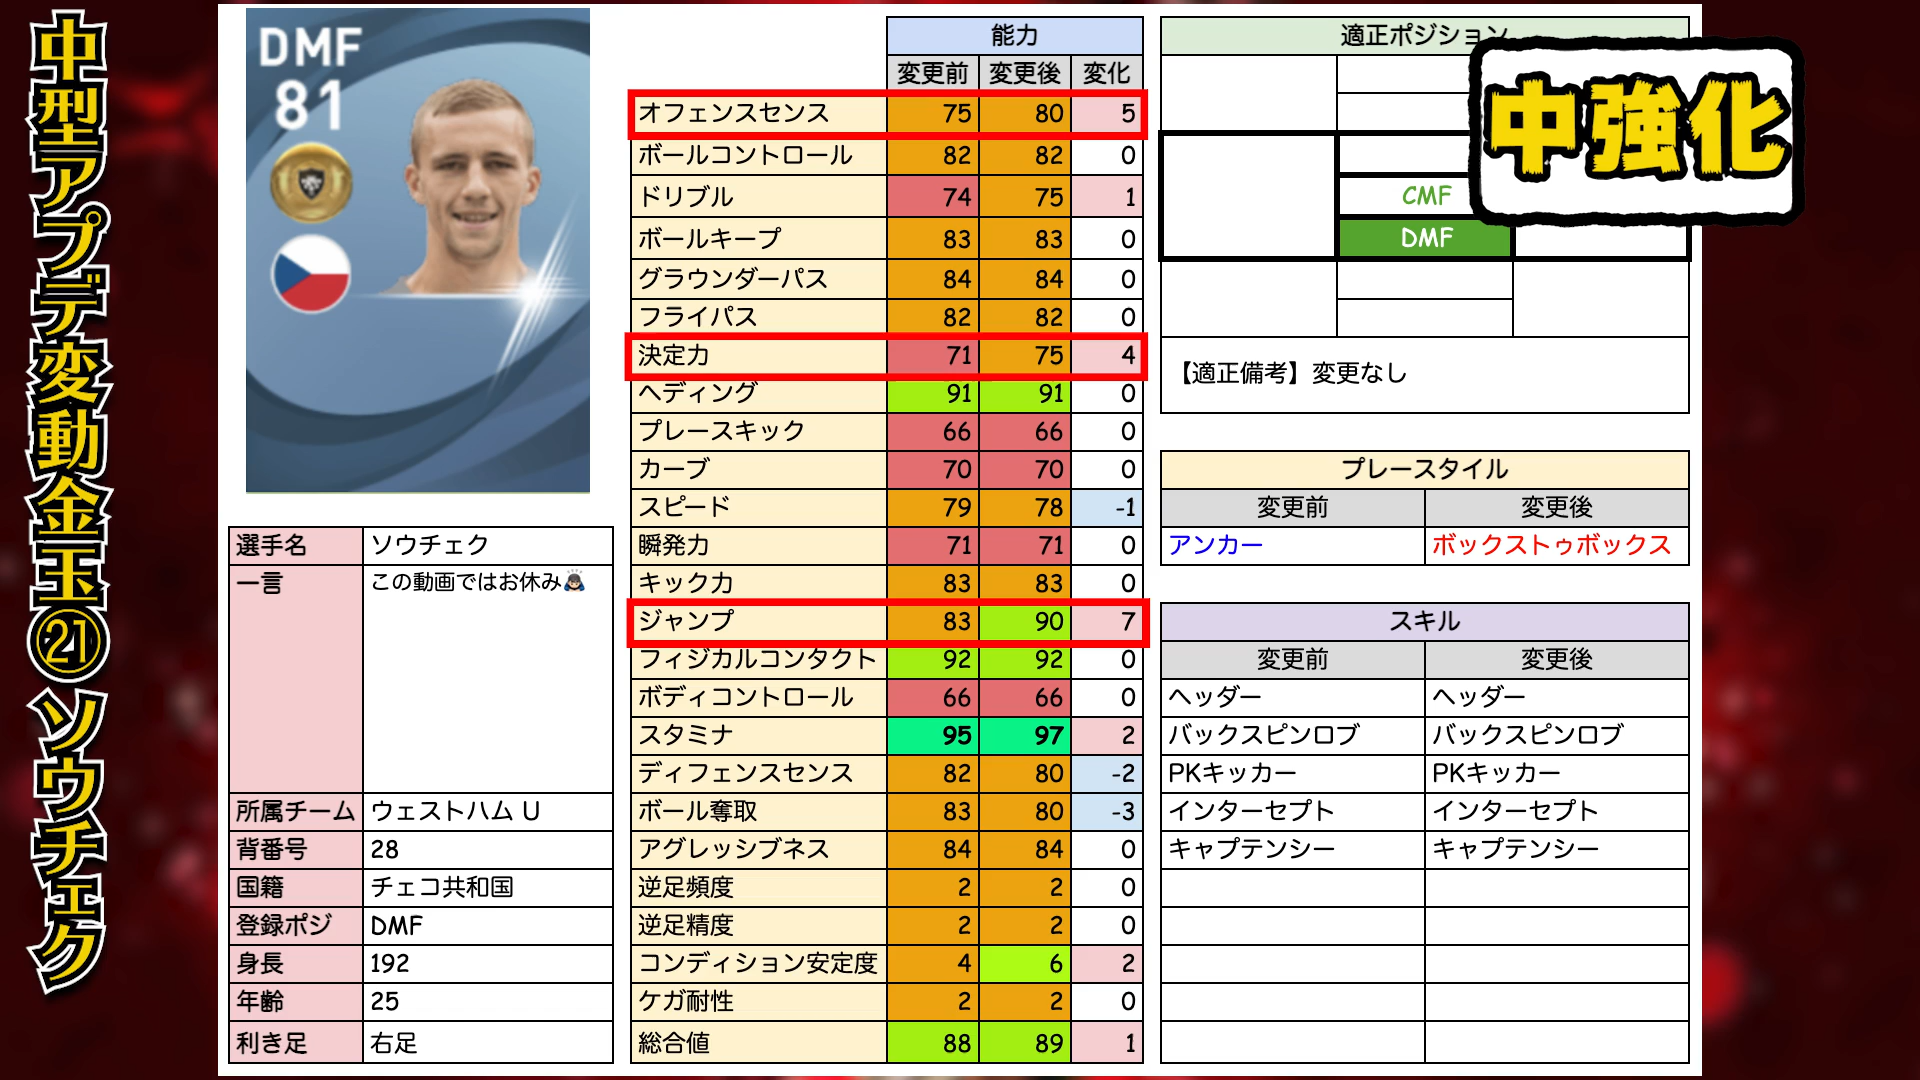 中型アプデ変動金玉㉑ソウチェク
DMF
81
選手名 ソウチェク
一言 この動画ではお休み🙇
所属チーム ウェストハム U
背番号 28
国籍 チェコ共和国
登録ポジ DMF
身長 192
年齢 25
利き足 右足
能力
変更前 変更後 変化
オフェンスセンス 75 80 5
ボールコントロール 82 82 0
ドリブル 74 75 1
ボールキープ 83 83 0
グラウンダーパス 84 84 0
フライパス 82 82 0
決定力 71 75 4
ヘディング 91 91 0
プレースキック 66 66 0
カーブ 70 70 0
スピード 79 78 -1
瞬発力 71 71 0
キック力 83 83 0
ジャンプ 83 90 7
フィジカルコンタクト 92 92 0
ボディコントロール 66 66 0
スタミナ 95 97 2
ディフェンスセンス 82 80 -2
ボール奪取 83 80 -3
アグレッシブネス 84 84 0
逆足頻度 2 2 0
逆足精度 2 2 0
コンディション安定度 4 6 2
ケガ耐性 2 2 0
総合値 88 89 1
適正ポジション
中強化
CMF
DMF
【適正備考】変更なし
プレースタイル
変更前 変更後
アンカー ボックストゥボックス
スキル
変更前 変更後
ヘッダー ヘッダー
バックスピンロブ バックスピンロブ
PKキッカー PKキッカー
インターセプト インターセプト
キャプテンシー キャプテンシー